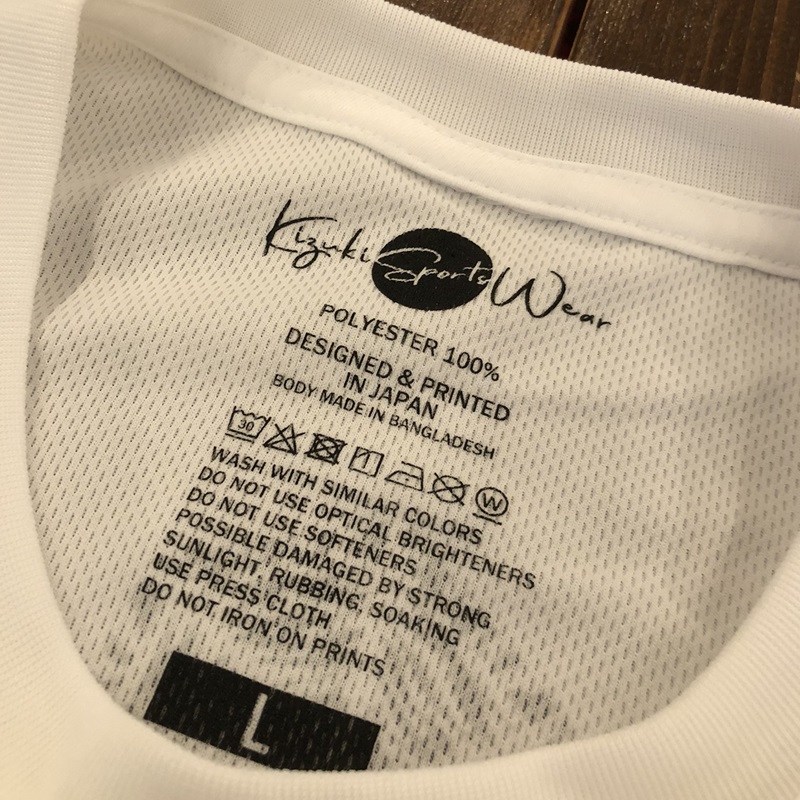 Kizuki Sports Wear
POLYESTER 100%
DESIGNED & PRINTED
IN JAPAN
BODY MADE IN BANGLADESH
30 W
WASH WITH SIMILAR COLORS
DO NOT USE OPTICAL BRIGHTENERS
DO NOT USE SOFTENERS
POSSIBLE DAMAGED BY STRONG
SUNLIGHT, RUBBING, SOAKING
USE PRESS CLOTH
DO NOT IRON ON PRINTS
L